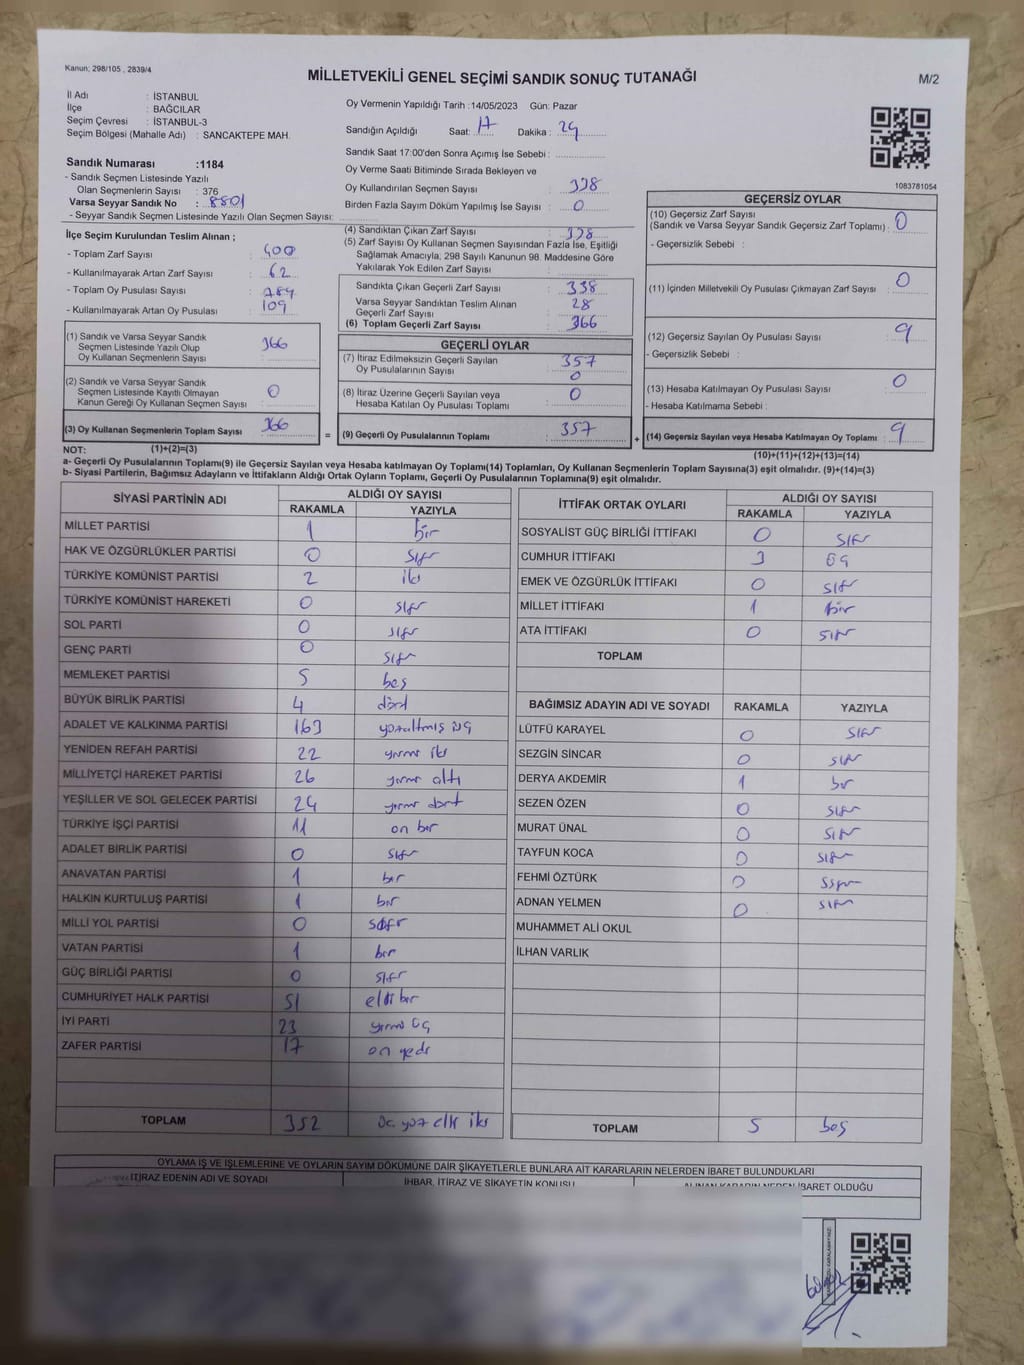 Kanun: 298/105 , 2839/4
MİLLETVEKİLİ GENEL SEÇİMİ SANDIK SONUÇ TUTANAĞI
M/2
İl Adı : İSTANBUL
İlçe : BAĞCILAR
Seçim Çevresi : İSTANBUL-3
Seçim Bölgesi (Mahalle Adı) : SANCAKTEPE MAH.
Oy Vermenin Yapıldığı Tarih :14/05/2023 Gün: Pazar
Sandığın Açıldığı Saat: 17 Dakika : 29
Sandık Saat 17:00'den Sonra Açımış İse Sebebi :
Sandık Numarası :1184
- Sandık Seçmen Listesinde Yazılı
Olan Seçmenlerin Sayısı : 376
Varsa Seyyar Sandık No : 8801
- Seyyar Sandık Seçmen Listesinde Yazılı Olan Seçmen Sayısı:
Oy Verme Saati Bitiminde Sırada Bekleyen ve
Oy Kullandırılan Seçmen Sayısı 338
Birden Fazla Sayım Döküm Yapılmış İse Sayısı : 0
1083781054
İlçe Seçim Kurulundan Teslim Alınan ;
- Toplam Zarf Sayısı : 400
- Kullanılmayarak Artan Zarf Sayısı : 62
- Toplam Oy Pusulası Sayısı :
- Kullanılmayarak Artan Oy Pusulası : 109
(4) Sandıktan Çıkan Zarf Sayısı : 338
(5) Zarf Sayısı Oy Kullanan Seçmen Sayısından Fazla İse, Eşitliği
Sağlamak Amacıyla, 298 Sayılı Kanunun 98. Maddesine Göre
Yakılarak Yok Edilen Zarf Sayısı :
Sandıkta Çıkan Geçerli Zarf Sayısı : 338
Varsa Seyyar Sandıktan Teslim Alınan
Geçerli Zarf Sayısı : 28
(6) Toplam Geçerli Zarf Sayısı : 366
GEÇERSİZ OYLAR
(10) Geçersiz Zarf Sayısı
(Sandık ve Varsa Seyyar Sandık Geçersiz Zarf Toplamı) : 0
- Geçersizlik Sebebi :
(11) İçinden Milletvekili Oy Pusulası Çıkmayan Zarf Sayısı : 0
(12) Geçersiz Sayılan Oy Pusulası Sayısı : 9
- Geçersizlik Sebebi :
(13) Hesaba Katılmayan Oy Pusulası Sayısı : 0
- Hesaba Katılmama Sebebi :
(14) Geçersiz Sayılan veya Hesaba Katılmayan Oy Toplamı : 9
(10)+(11)+(12)+(13)=(14)
(1) Sandık ve Varsa Seyyar Sandık
Seçmen Listesinde Yazılı Olup
Oy Kullanan Seçmenlerin Sayısı : 366
(2) Sandık ve Varsa Seyyar Sandık
Seçmen Listesinde Kayıtlı Olmayan
Kanun Gereği Oy Kullanan Seçmen Sayısı : 0
(3) Oy Kullanan Seçmenlerin Toplam Sayısı : 366 =
(1)+(2)=(3)
GEÇERLİ OYLAR
(7) İtiraz Edilmeksizin Geçerli Sayılan
Oy Pusulalarının Sayısı : 357
0
(8) İtiraz Üzerine Geçerli Sayılan veya
Hesaba Katılan Oy Pusulası Toplamı : 0
(9) Geçerli Oy Pusulalarının Toplamı : 357 +
NOT:
a- Geçerli Oy Pusulalarının Toplamı(9) ile Geçersiz Sayılan veya Hesaba katılmayan Oy Toplamı(14) Toplamları, Oy Kullanan Seçmenlerin Toplam Sayısına(3) eşit olmalıdır. (9)+(14)=(3)
b- Siyasi Partilerin, Bağımsız Adayların ve İttifakların Aldığı Ortak Oyların Toplamı, Geçerli Oy Pusulalarının Toplamına(9) eşit olmalıdır.
SİYASİ PARTİNİN ADI ALDIĞI OY SAYISI
RAKAMLA YAZIYLA
MİLLET PARTİSİ 1 bir
HAK VE ÖZGÜRLÜKLER PARTİSİ 0 sıfır
TÜRKİYE KOMÜNİST PARTİSİ 2 iki
TÜRKİYE KOMÜNİST HAREKETİ 0 sıfır
SOL PARTİ 0 sıfır
GENÇ PARTİ 0 sıfır
MEMLEKET PARTİSİ 5 beş
BÜYÜK BİRLİK PARTİSİ 4 dört
ADALET VE KALKINMA PARTİSİ 163 yüzaltmış üç
YENİDEN REFAH PARTİSİ 22 yirmi iki
MİLLİYETÇİ HAREKET PARTİSİ 26 yirmi altı
YEŞİLLER VE SOL GELECEK PARTİSİ 24 yirmi dört
TÜRKİYE İŞÇİ PARTİSİ 11 on bir
ADALET BİRLİK PARTİSİ 0 sıfır
ANAVATAN PARTİSİ 1 bir
HALKIN KURTULUŞ PARTİSİ 1 bir
MİLLİ YOL PARTİSİ 0 sıfır
VATAN PARTİSİ 1 bir
GÜÇ BİRLİĞİ PARTİSİ 0 sıfır
CUMHURİYET HALK PARTİSİ 51 elli bir
İYİ PARTİ 23 yirmi üç
ZAFER PARTİSİ 17 on yedi
TOPLAM 352 üç yüz elli iki
İTTİFAK ORTAK OYLARI ALDIĞI OY SAYISI
RAKAMLA YAZIYLA
SOSYALİST GÜÇ BİRLİĞİ İTTİFAKI 0 sıfır
CUMHUR İTTİFAKI 3 üç
EMEK VE ÖZGÜRLÜK İTTİFAKI 0 sıfır
MİLLET İTTİFAKI 1 bir
ATA İTTİFAKI 0 sıfır
TOPLAM
BAĞIMSIZ ADAYIN ADI VE SOYADI RAKAMLA YAZIYLA
LÜTFÜ KARAYEL 0 sıfır
SEZGİN SİNCAR 0 sıfır
DERYA AKDEMİR 1 bir
SEZEN ÖZEN 0 sıfır
MURAT ÜNAL 0 sıfır
TAYFUN KOCA 0 sıfır
FEHMİ ÖZTÜRK 0 sıfır
ADNAN YELMEN 0 sıfır
MUHAMMET ALİ OKUL
İLHAN VARLIK
TOPLAM 5 beş
OYLAMA İŞ VE İŞLEMLERİNE VE OYLARIN SAYIM DÖKÜMÜNE DAİR ŞİKAYETLERLE BUNLARA AİT KARARLARIN NELERDEN İBARET BULUNDUKLARI
İTİRAZ EDENİN ADI VE SOYADI
İHBAR, İTİRAZ VE ŞİKAYETİN KONUSU
ALINAN KARARIN NEDEN İBARET OLDUĞU